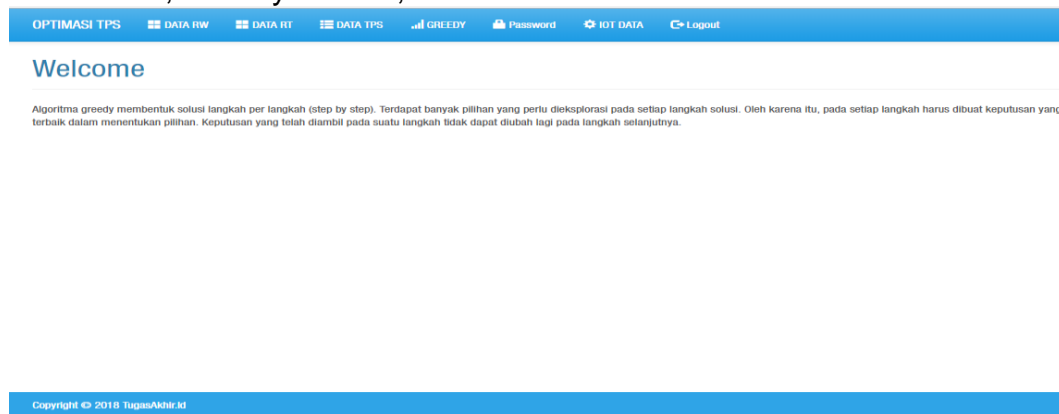 OPTIMASI TPS DATA RW DATA RT DATA TPS GREEDY Password IOT DATA Logout
Welcome
Algoritma greedy membentuk solusi langkah per langkah (step by step). Terdapat banyak pilihan yang perlu dieksplorasi pada setiap langkah solusi. Oleh karena itu, pada setiap langkah harus dibuat keputusan yang
terbaik dalam menentukan pilihan. Keputusan yang telah diambil pada suatu langkah tidak dapat diubah lagi pada langkah selanjutnya.
Copyright © 2018 TugasAkhir.id